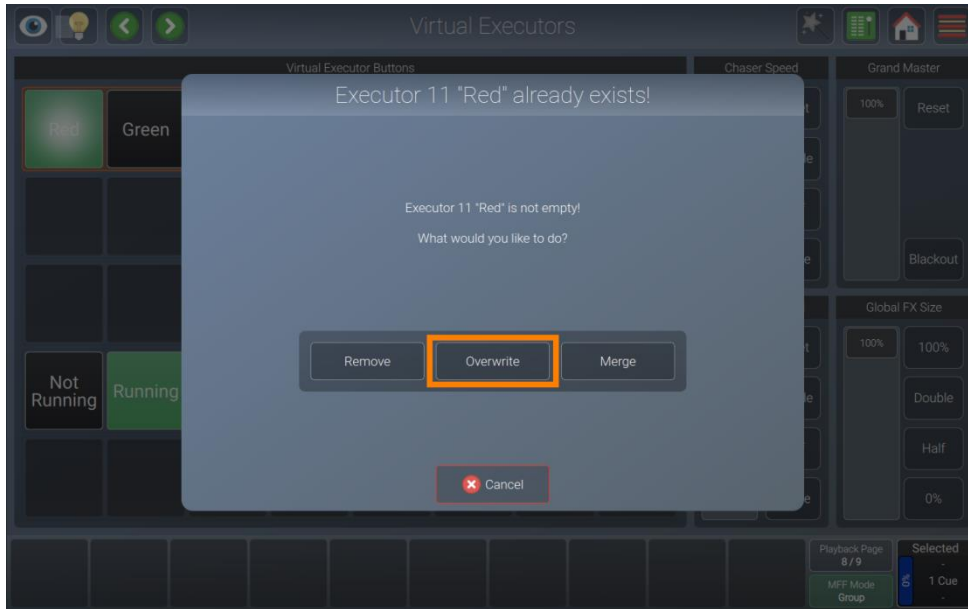 Virtual Executors
Virtual Executor Buttons
Chaser Speed
Grand Master
Executor 11 "Red" already exists!
Red
Green
100%
Reset
Executor 11 "Red" is not empty!
What would you like to do?
Blackout
Global FX Size
Remove
Overwrite
Merge
100%
100%
Not
Running
Running
Double
Half
Cancel
0%
Playback Page
8/9
MFF Mode
Group
Selected
-
1 Cue
-
0%